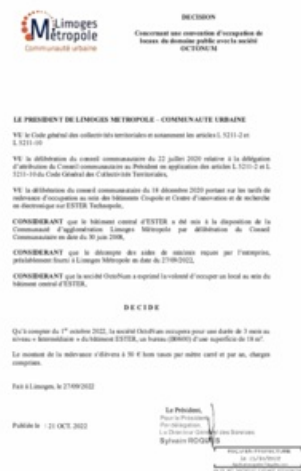 Limoges
Métropole
Communauté urbaine
DECISION
Concernant une convention d'occupation de
locaux du domaine public avec la société
OCTONUM
LE PRESIDENT DE LIMOGES METROPOLE – COMMUNAUTE URBAINE
VU le Code général des collectivités territoriales et notamment les articles L 5211-2 et
L 5211-10
VU la délibération du conseil communautaire du 22 juillet 2020 relative à la délégation
d'attribution du Conseil communautaire au Président en application des articles L 5211-2 et L
5211-10 du Code Général des Collectivités Territoriales,
VU la délibération du conseil communautaire du 18 décembre 2020 portant sur les tarifs de
redevance d'occupation au sein des bâtiments Coupole et Centre d'innovation et de recherche
en électronique sur ESTER Technopole,
CONSIDERANT que le bâtiment central d'ESTER a été mis à la disposition de la
Communauté d'agglomération Limoges Métropole par délibération du Conseil
Communautaire en date du 30 juin 2008,
CONSIDERANT que le décompte des aides de minimis reçues par l'entreprise,
préalablement fourni à Limoges Métropole en date du 27/09/2022,
CONSIDERANT que la société OctoNum a exprimé la volonté d'occuper un local au sein du
bâtiment central d'ESTER,
DECIDE
Qu'à compter du 1er octobre 2022, la société OctoNum occupera pour une durée de 3 mois au
niveau « Intermédiaire » du bâtiment ESTER, un bureau d'une superficie de 18 m².
Le montant de la redevance s'élèvera à 50 € hors taxes par mètre carré et par an, charges
comprises.
Fait à Limoges, le 27/09/2022
Publiée le : 21 OCT. 2022
Le Président,
Pour le Président
Par délégation
Le Directeur Général des Services
Sylvain ROQUES